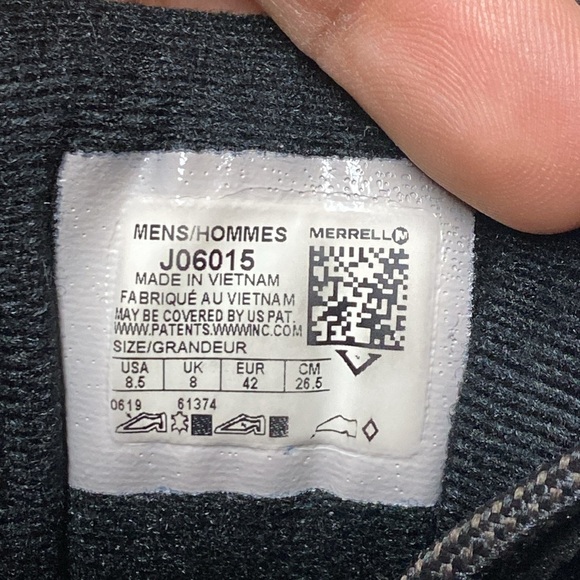 MENS/HOMMES
MERRELL
J06015
MADE IN VIETNAM
FABRIQUÉ AU VIETNAM
MAY BE COVERED BY US PAT.
WWW.PATENTS.WWWINC.COM
SIZE/GRANDEUR
USA UK EUR CM
8.5 8 42 26.5
0619 61374